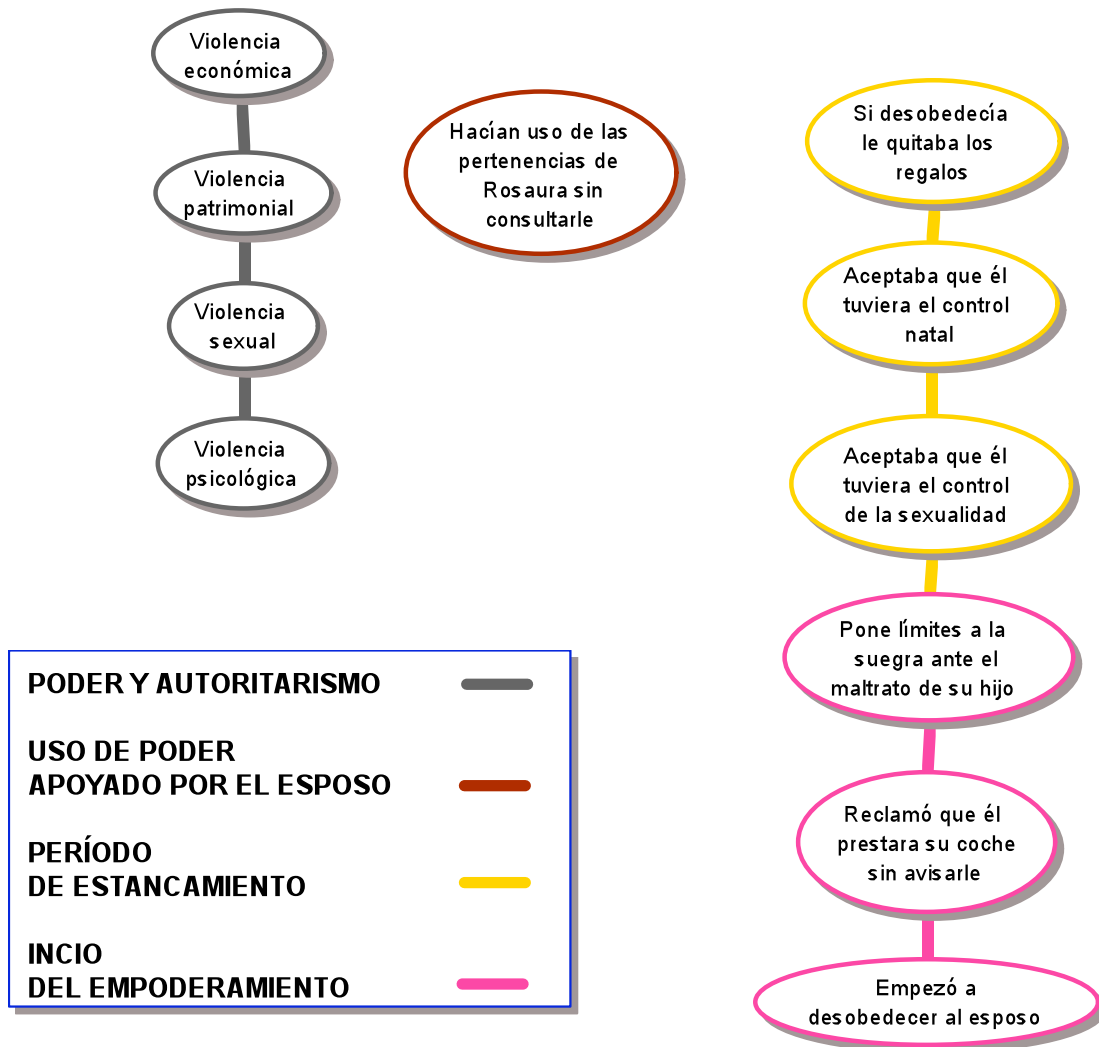 Violencia
económica
Violencia
patrimonial
Violencia
sexual
Violencia
psicológica
Hacían uso de las
pertenencias de
Rosaura sin
consultarle
Si desobedecía
le quitaba los
regalos
Aceptaba que él
tuviera el control
natal
Aceptaba que él
tuviera el control
de la sexualidad
Pone límites a la
suegra ante el
maltrato de su hijo
Reclamó que él
prestara su coche
sin avisarle
Empezó a
desobedecer al esposo
PODER Y AUTORITARISMO
USO DE PODER
APOYADO POR EL ESPOSO
PERÍODO
DE ESTANCAMIENTO
INCIO
DEL EMPODERAMIENTO